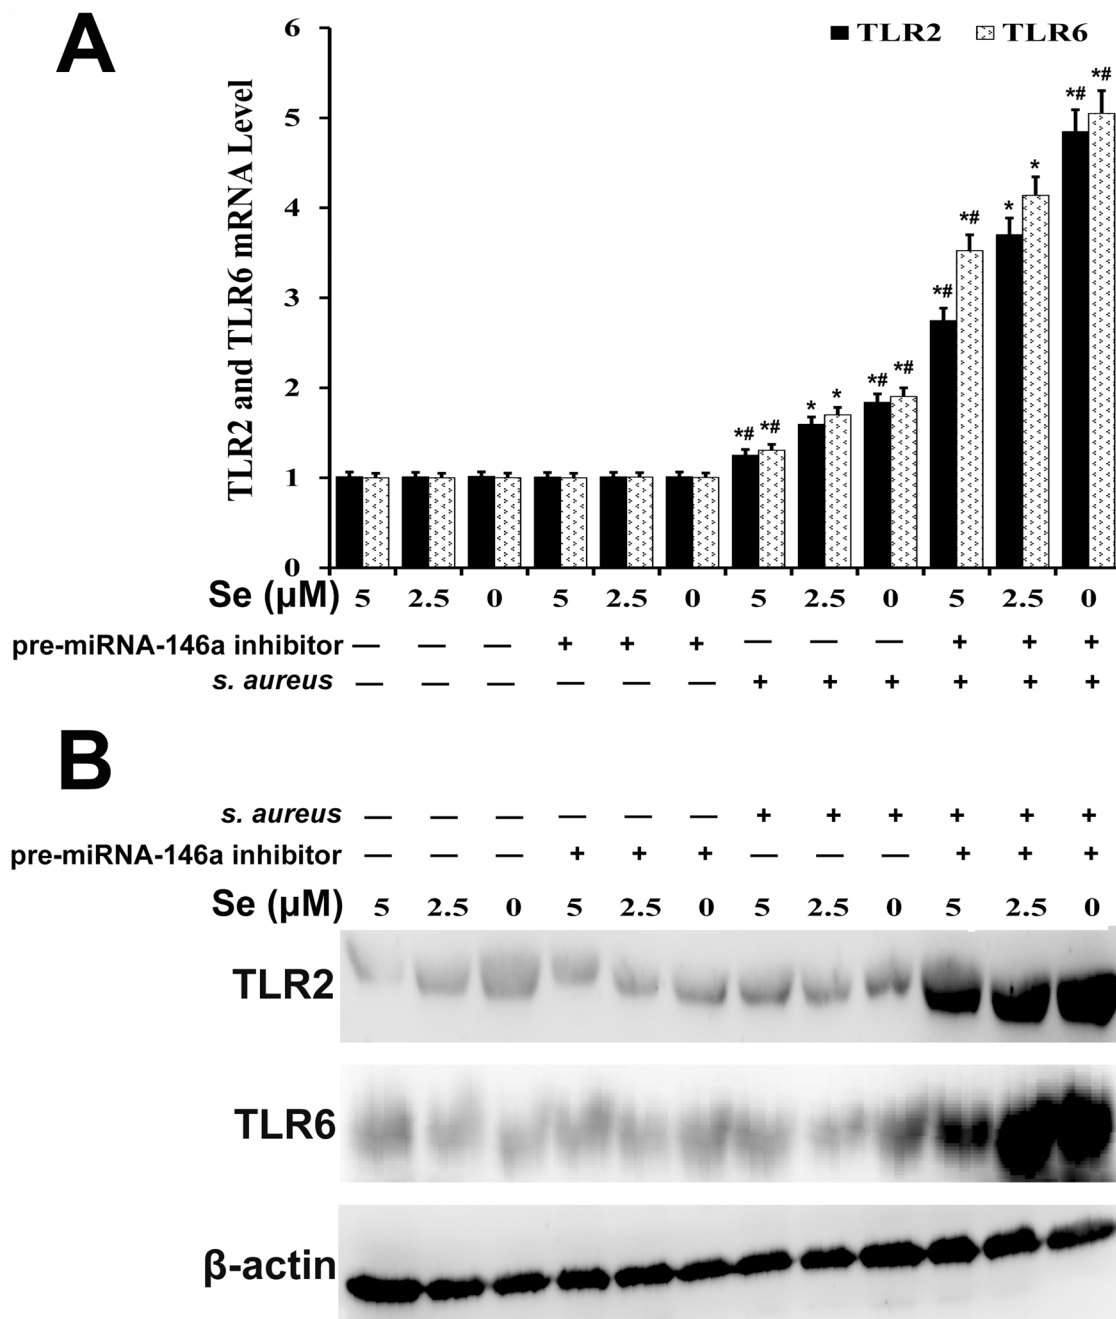 A
TLR2 TLR6
TLR2 and TLR6 mRNA Level
6
5
4
3
2
1
0
*# *# * * *# *# *# *# * * *# *#
Se (µM) 5 2.5 0 5 2.5 0 5 2.5 0 5 2.5 0
pre-miRNA-146a inhibitor — — — + + + — — — + + +
s. aureus — — — — — — + + + + + +
B
s. aureus — — — — — — + + + + + +
pre-miRNA-146a inhibitor — — — + + + — — — + + +
Se (µM) 5 2.5 0 5 2.5 0 5 2.5 0 5 2.5 0
TLR2
TLR6
β-actin